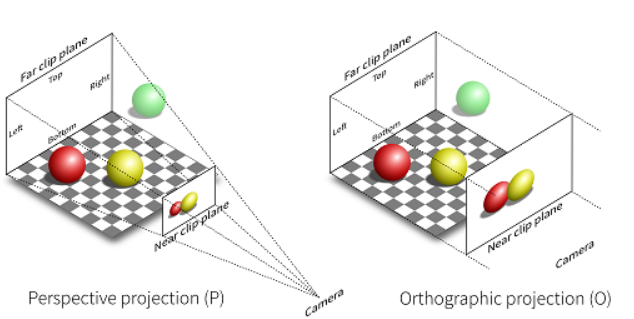 Far clip plane
Top
Right
Left
Bottom
Near clip plane
Camera
Perspective projection (P)
Far clip plane
Top
Right
Left
Bottom
Near clip plane
Camera
Orthographic projection (O)